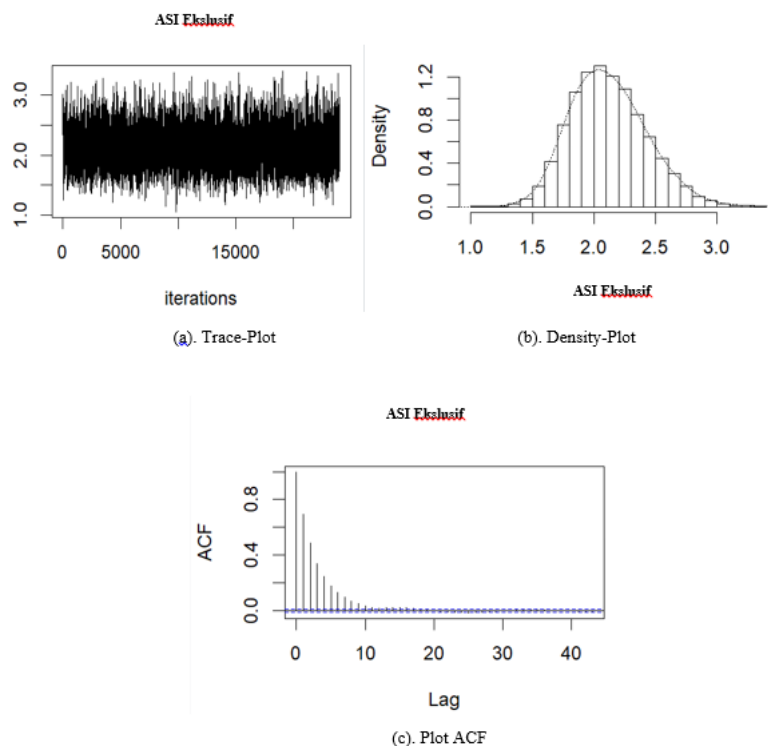 ASI Ekslusif
3.0
2.0
1.0
0 5000 15000
iterations
(a). Trace-Plot
Density
1.2
0.8
0.4
0.0
1.0 1.5 2.0 2.5 3.0
ASI Ekslusif
(b). Density-Plot
ASI Ekslusif
ACF
0.8
0.4
0.0
0 10 20 30 40
Lag
(c). Plot ACF